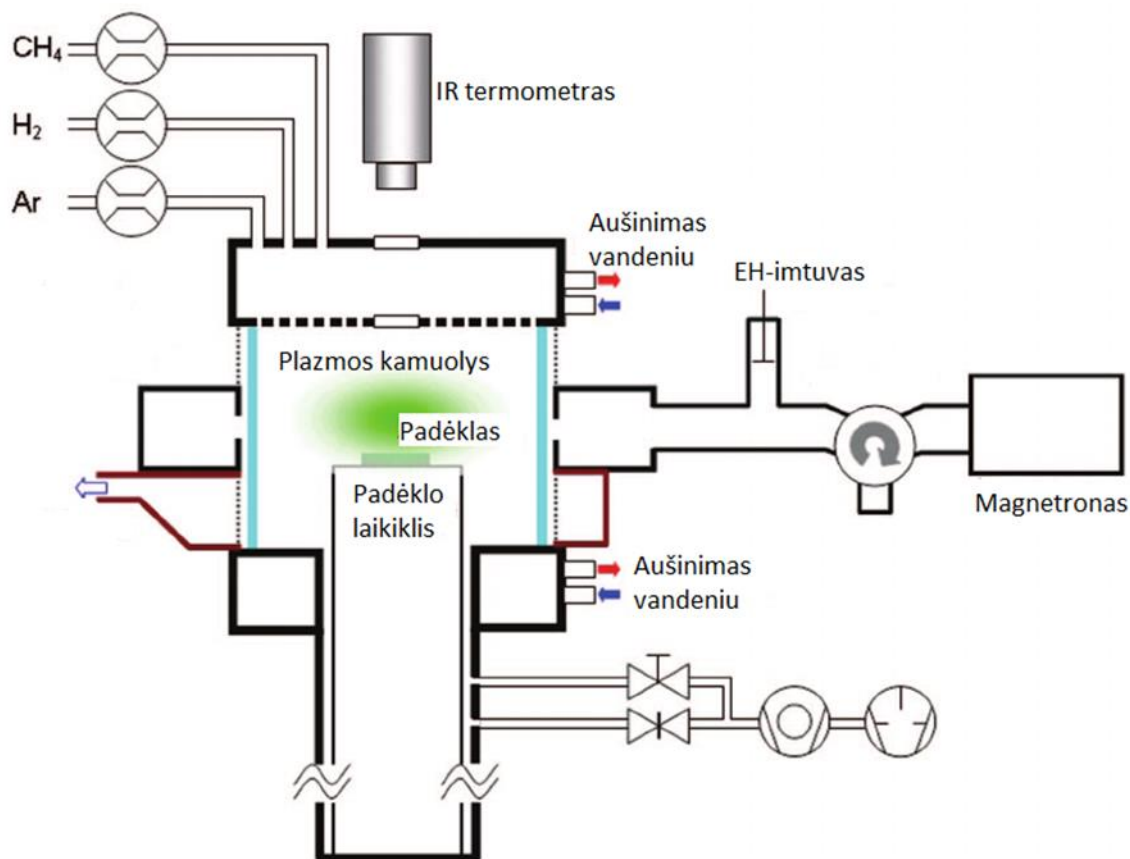 CH₄
IR termometras
H₂
Ar
Aušinimas
vandeniu
EH-imtuvas
Plazmos kamuolys
Padėklas
Padėklo
laikiklis
Magnetronas
Aušinimas
vandeniu